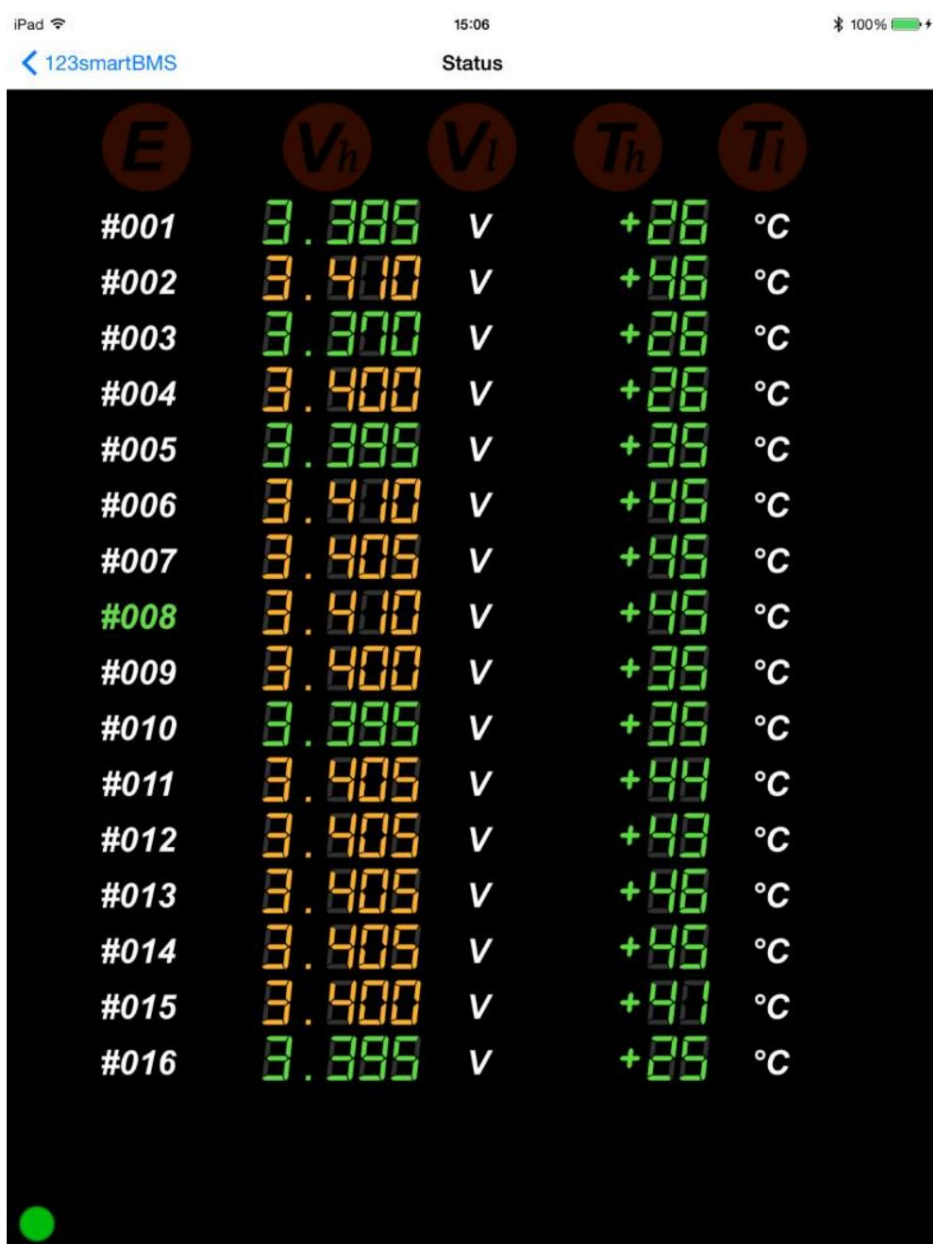 iPad 15:06 100%
123smartBMS Status
E Vh Vl Th Tl
#001 3.385 V +26 °C
#002 3.410 V +46 °C
#003 3.370 V +26 °C
#004 3.400 V +26 °C
#005 3.395 V +35 °C
#006 3.410 V +45 °C
#007 3.405 V +45 °C
#008 3.410 V +45 °C
#009 3.400 V +35 °C
#010 3.395 V +35 °C
#011 3.405 V +44 °C
#012 3.405 V +43 °C
#013 3.405 V +46 °C
#014 3.405 V +45 °C
#015 3.400 V +41 °C
#016 3.395 V +25 °C